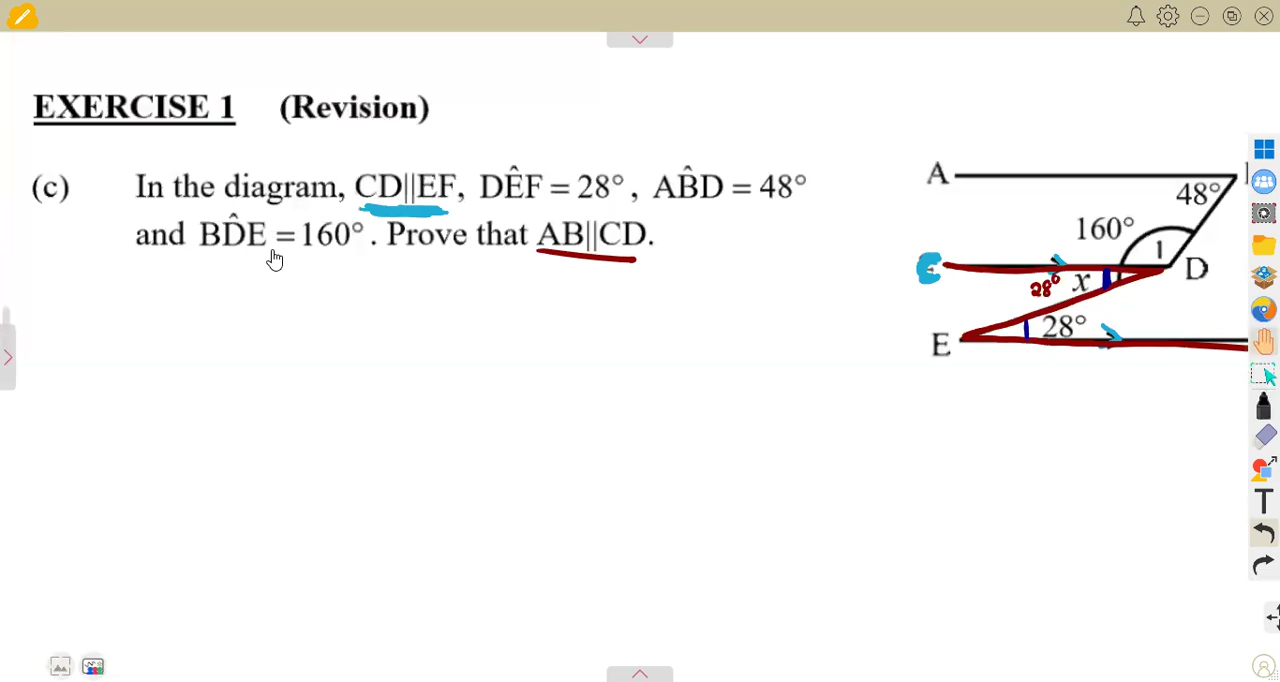 EXERCISE 1 (Revision)
(c) In the diagram, CD||EF, DÊF = 28°, AB̂D = 48°
and BD̂E = 160°. Prove that AB||CD.
A
48°
160°
1
C
D
28° x
E
28°
T